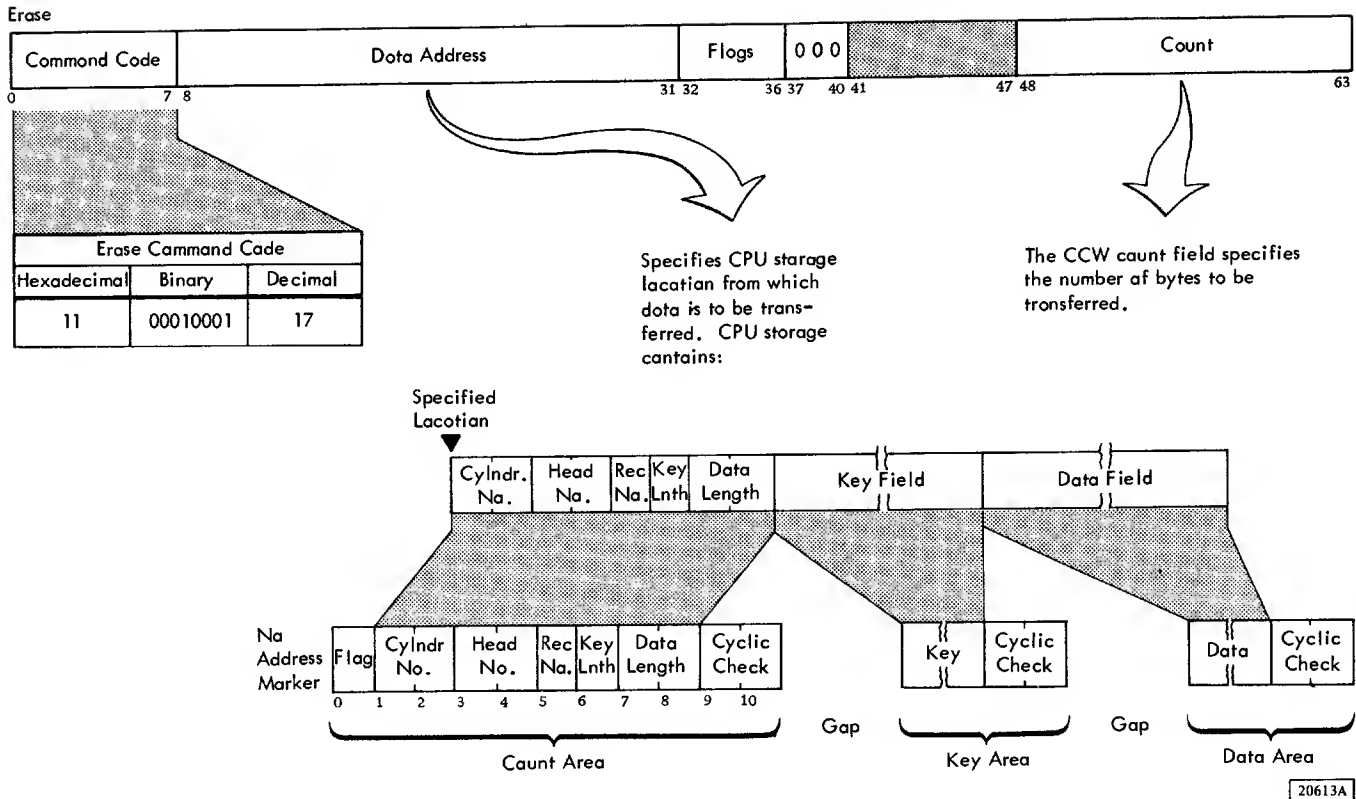 Erase
Commond Code
Dota Address
Flogs
0 0 0
Count
0 7 8 31 32 36 37 40 41 47 48 63
Erase Cammand Cade
Hexadecimal Binary Decimal
11 00010001 17
Specifies CPU starage
lacatian from which
dota is to be trans-
ferred. CPU storage
cantains:
The CCW caunt field specifies
the number af bytes to be
tronsferred.
Specified
Lacotian
Cylndr.
Na.
Head
Na.
Rec
Na.
Key
Lnth
Data
Length
Key Field
Data Field
Na
Address
Marker
Flag
Cylndr
No.
Head
No.
Rec
Na.
Key
Lnth
Data
Length
Cyclic
Check
Key
Cyclic
Check
Data
Cyclic
Check
0 1 2 3 4 5 6 7 8 9 10
Caunt Area
Gap
Key Area
Gap
Data Area
20613A